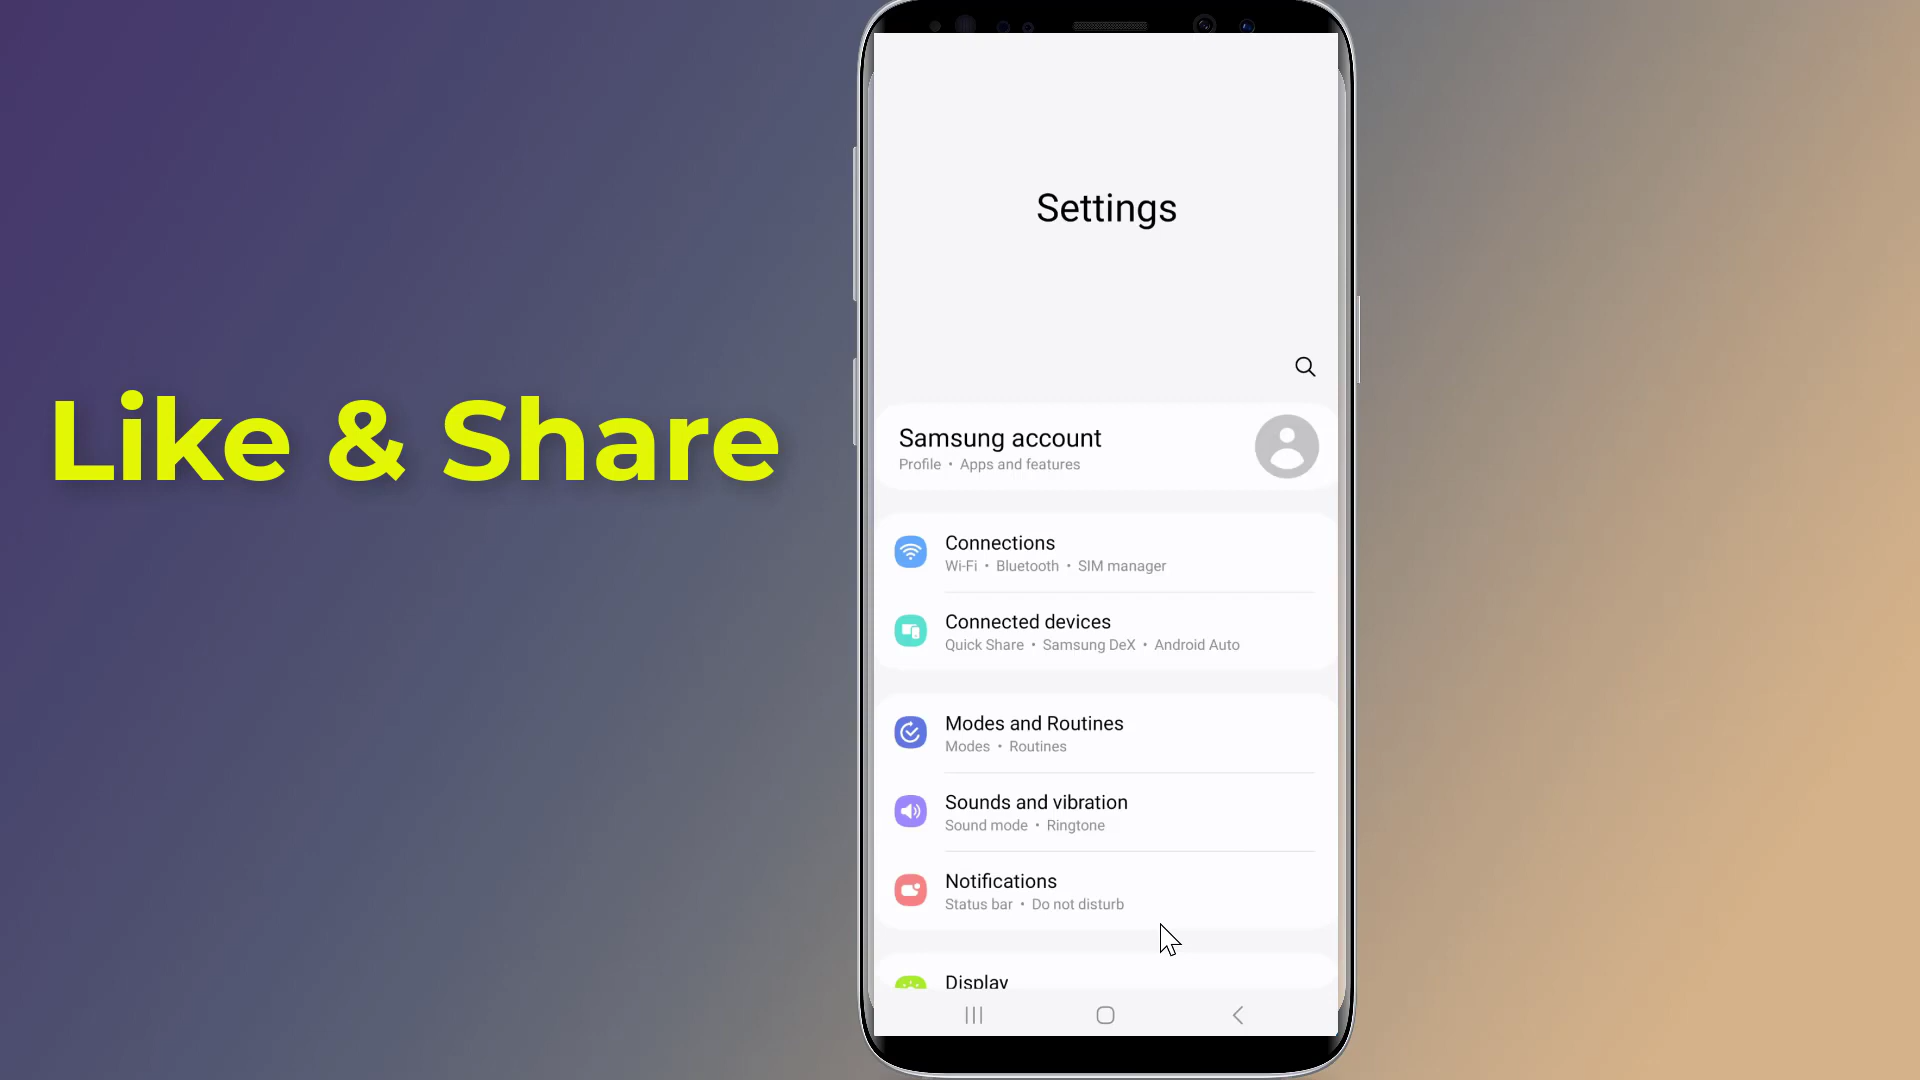 Like & Share
Settings
Samsung account
Profile • Apps and features
Connections
Wi-Fi • Bluetooth • SIM manager
Connected devices
Quick Share • Samsung DeX • Android Auto
Modes and Routines
Modes • Routines
Sounds and vibration
Sound mode • Ringtone
Notifications
Status bar • Do not disturb
Display